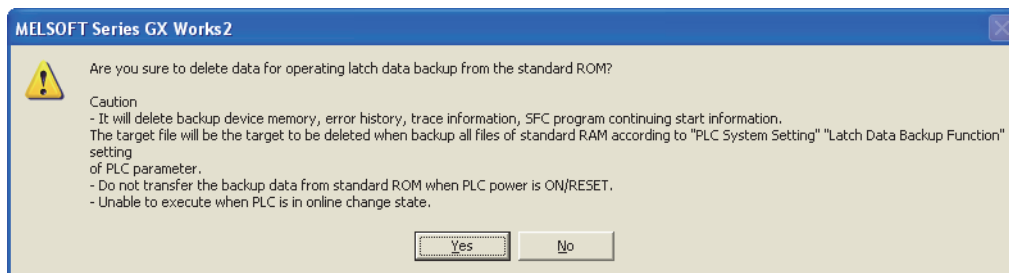 MELSOFT Series GX Works2
Are you sure to delete data for operating latch data backup from the standard ROM?
Caution
- It will delete backup device memory, error history, trace information, SFC program continuing start information.
The target file will be the target to be deleted when backup all files of standard RAM according to "PLC System Setting" "Latch Data Backup Function"
setting
of PLC parameter.
- Do not transfer the backup data from standard ROM when PLC power is ON/RESET.
- Unable to execute when PLC is in online change state.
Yes No